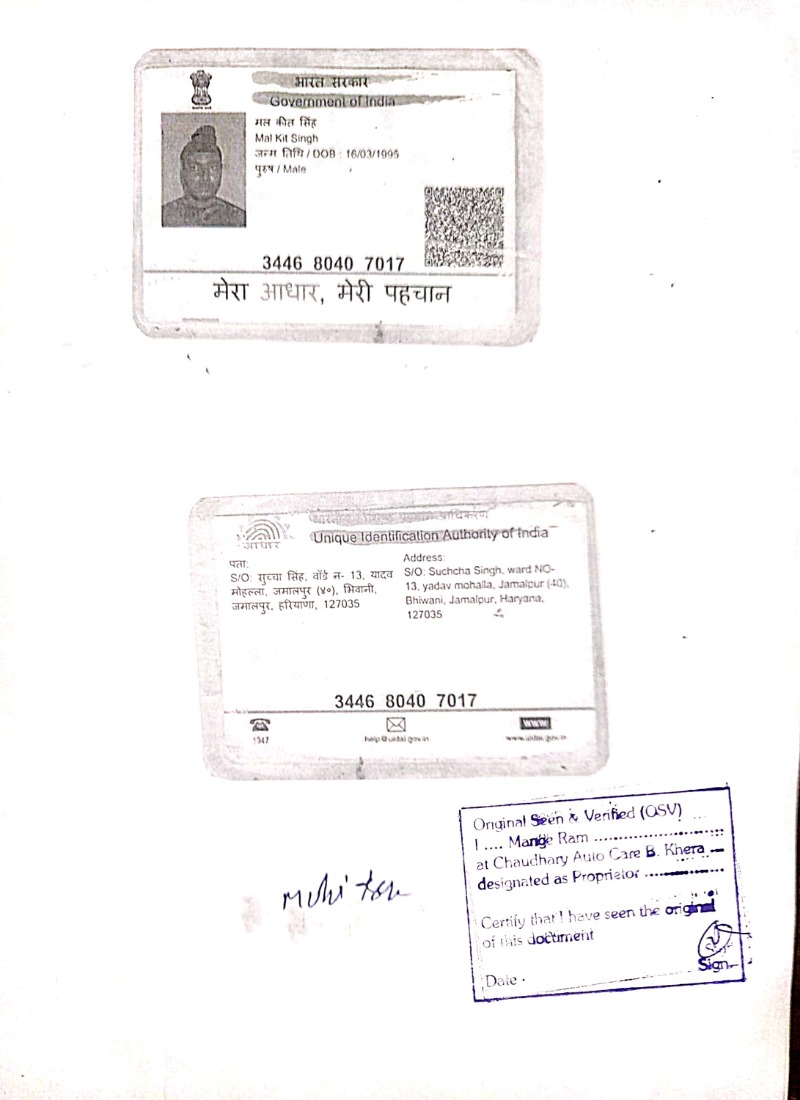 भारत सरकार
Government of India
मल कीत सिंह
Mal Kit Singh
जन्म तिथि / DOB : 16/03/1995
पुरुष / Male
3446 8040 7017
मेरा आधार, मेरी पहचान
Unique Identification Authority of India
आधार
पता:
S/O: सुच्चा सिंह, वॉर्ड न- 13, यादव
मोहल्ला, जमालपुर (४०), भिवानी,
जमालपुर, हरियाणा, 127035
Address:
S/O: Suchcha Singh, ward NO-
13, yadav mohalla, Jamalpur (40),
Bhiwani, Jamalpur, Haryana,
127035
3446 8040 7017
1947
help@uidai.gov.in
www
www.uidai.gov.in
Original Seen & Verified (OSV)
I .... Mange Ram
at Chaudhary Auto Care B. Khera
designated as Proprietor
Certify that I have seen the original
of this document
Sign.
Date